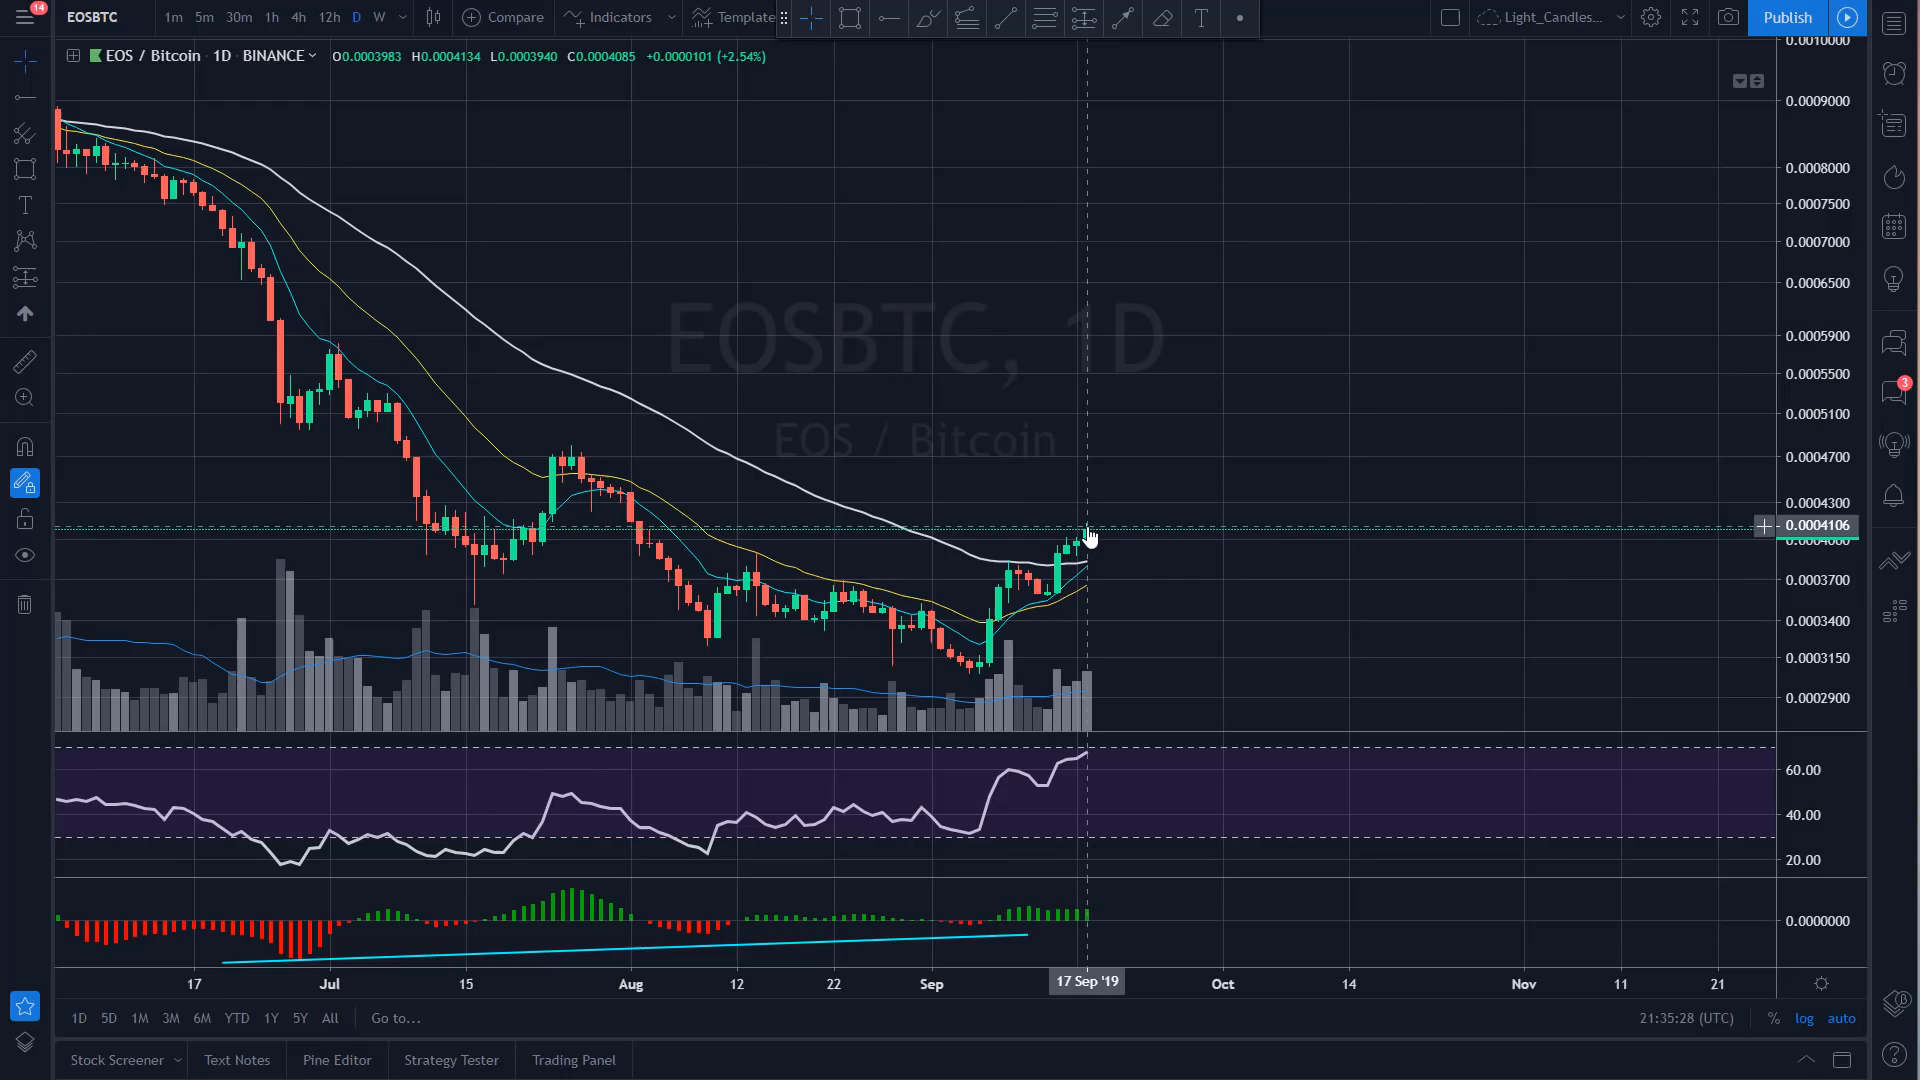 14
EOSBTC
1m 5m 30m 1h 4h 12h D W Compare Indicators Template T Light_Candles... Publish
EOS / Bitcoin 1D BINANCE O0.0003983 H0.0004134 L0.0003940 C0.0004085 +0.0000101 (+2.54%)
0.0010000
0.0009000
0.0008000
0.0007500
0.0007000
0.0006500
0.0005900
0.0005500
0.0005100
0.0004700
0.0004300
0.0004106
0.0004000
0.0003700
0.0003400
0.0003150
0.0002900
EOSBTC, 1D
EOS / Bitcoin
3
60.00
40.00
20.00
0.0000000
17 Jul 15 Aug 12 22 Sep 17 Sep '19 Oct 14 Nov 11 21
1D 5D 1M 3M 6M YTD 1Y 5Y All Go to... 21:35:28 (UTC) % log auto
Stock Screener Text Notes Pine Editor Strategy Tester Trading Panel